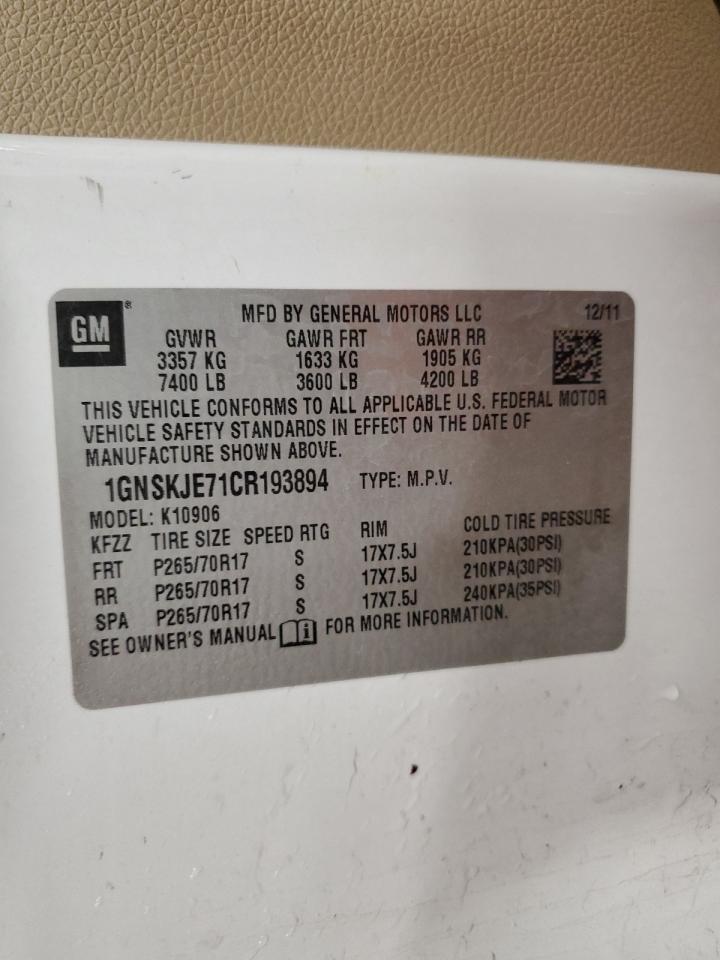 GM ®
MFD BY GENERAL MOTORS LLC 12/11
GVWR GAWR FRT GAWR RR
3357 KG 1633 KG 1905 KG
7400 LB 3600 LB 4200 LB
THIS VEHICLE CONFORMS TO ALL APPLICABLE U.S. FEDERAL MOTOR
VEHICLE SAFETY STANDARDS IN EFFECT ON THE DATE OF
MANUFACTURE SHOWN ABOVE.
1GNSKJE71CR193894 TYPE: M.P.V.
MODEL: K10906
KFZZ TIRE SIZE SPEED RTG RIM COLD TIRE PRESSURE
FRT P265/70R17 S 17X7.5J 210KPA(30PSI)
RR P265/70R17 S 17X7.5J 210KPA(30PSI)
SPA P265/70R17 S 17X7.5J 240KPA(35PSI)
SEE OWNER'S MANUAL i FOR MORE INFORMATION.